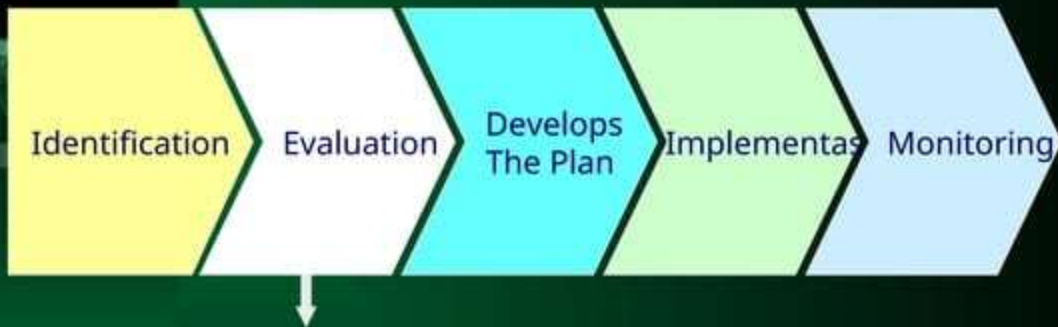 Identification
Evaluation
Develops
The Plan
Implementas
Monitoring